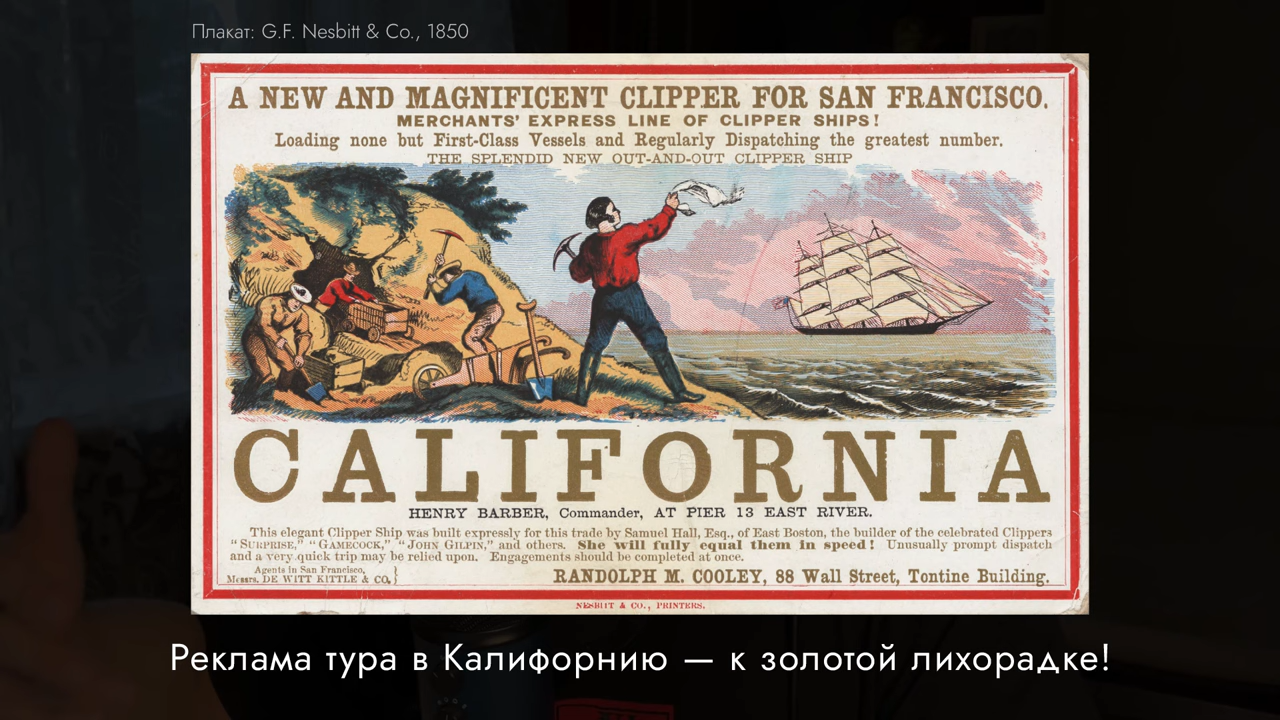 Плакат: G.F. Nesbitt & Co., 1850
A NEW AND MAGNIFICENT CLIPPER FOR SAN FRANCISCO.
MERCHANTS' EXPRESS LINE OF CLIPPER SHIPS!
Loading none but First-Class Vessels and Regularly Dispatching the greatest number.
THE SPLENDID NEW OUT-AND-OUT CLIPPER SHIP
CALIFORNIA
HENRY BARBER, Commander, AT PIER 13 EAST RIVER.
This elegant Clipper Ship was built expressly for this trade by Samuel Hall, Esq., of East Boston, the builder of the celebrated Clippers
"SURPRISE," "GAMECOCK," "JOHN GILPIN," and others. She will fully equal them in speed! Unusually prompt dispatch
and a very quick trip may be relied upon. Engagements should be completed at once.
Agents in San Francisco,
Messrs. DE WITT KITTLE & CO.
RANDOLPH M. COOLEY, 88 Wall Street, Tontine Building.
NESBITT & CO., PRINTERS.
Реклама тура в Калифорнию — к золотой лихорадке!